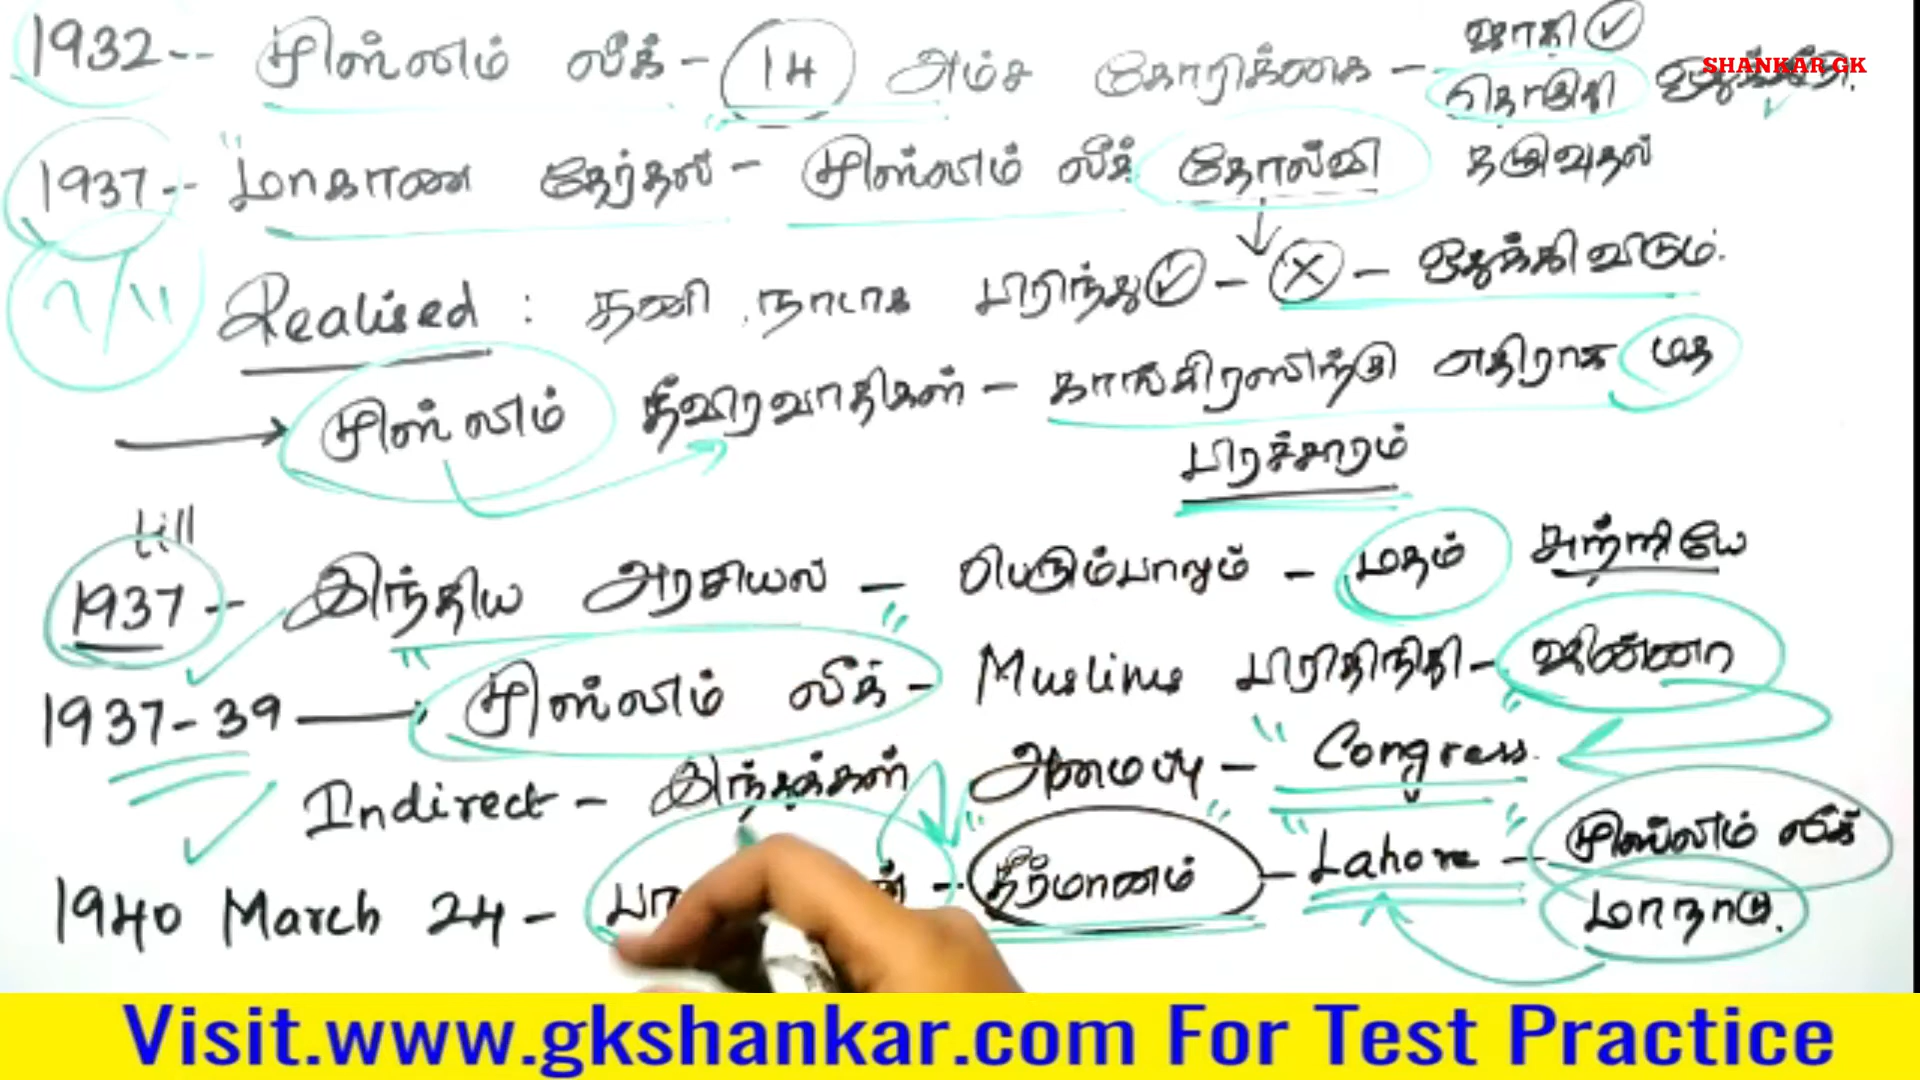 1932-- முஸ்லிம் லீக் - 14 அம்ச கோரிக்கை - ஜாதி
SHANKAR GK
தொகுதி
1937-- மாகாண தேர்தல் - முஸ்லிம் லீக் தோல்வி தழுவுதல்
7/11 Realised : தனி நாடாக பிரிந்து - X - ஒதுக்கிவிடும்.
முஸ்லிம் தீவிரவாதிகள் - காங்கிரஸிற்கு எதிராக மத
பிரச்சாரம்
till
1937-- இந்திய அரசியல் - பெரும்பாலும் - மதம் சுற்றியே
1937-39 முஸ்லிம் லீக் - Muslims பிரதிநிதி - ஜின்னா
Indirect - இந்துக்கள் அமைப்பு - Congress
1940 March 24 - தீர்மானம் - Lahore - முஸ்லிம் லீக்
மாநாடு.
Visit.www.gkshankar.com For Test Practice